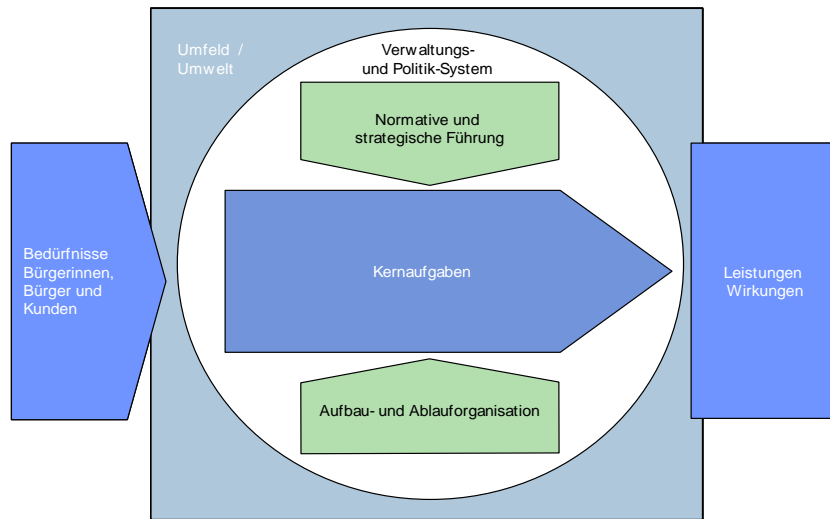 Umfeld /
Umwelt
Verwaltungs-
und Politik-System
Normative und
strategische Führung
Bedürfnisse
Bürgerinnen,
Bürger und
Kunden
Kernaufgaben
Leistungen
Wirkungen
Aufbau- und Ablauforganisation